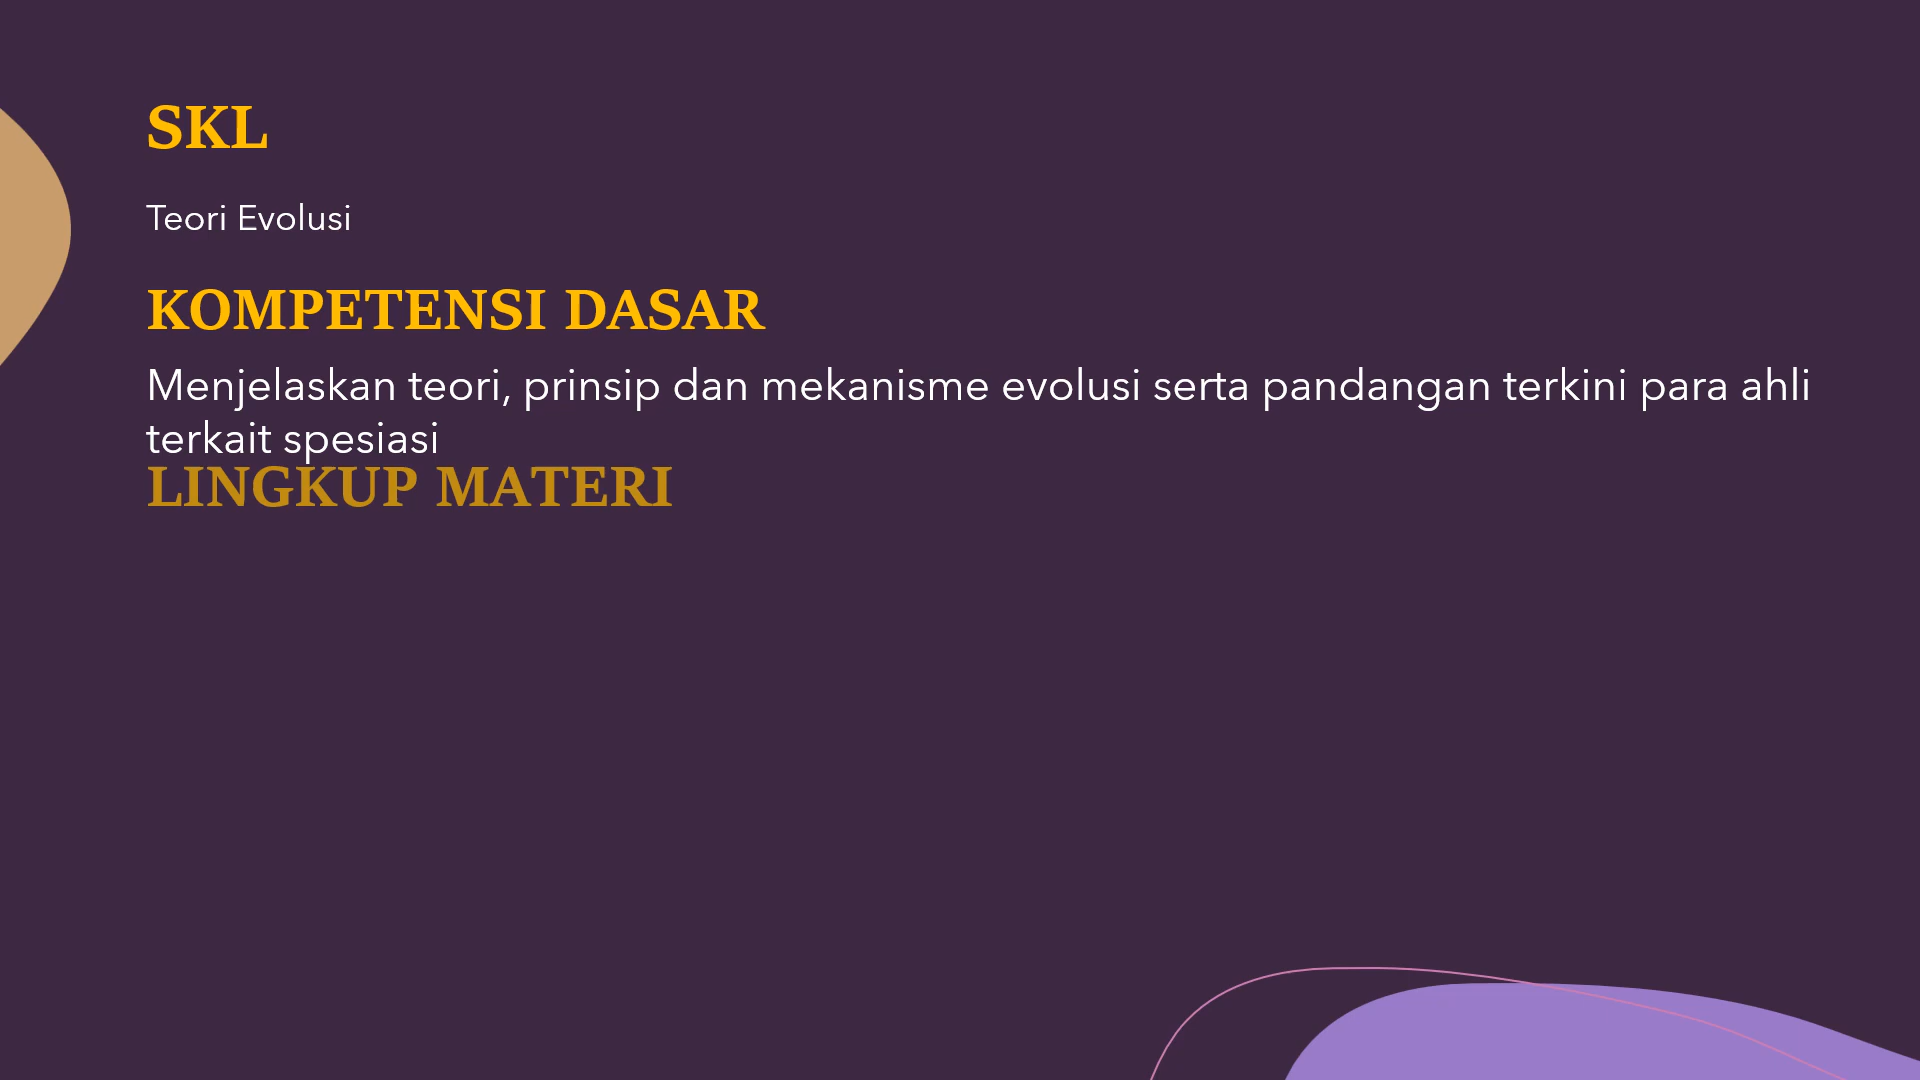 SKL
Teori Evolusi
KOMPETENSI DASAR
Menjelaskan teori, prinsip dan mekanisme evolusi serta pandangan terkini para ahli
terkait spesiasi
LINGKUP MATERI